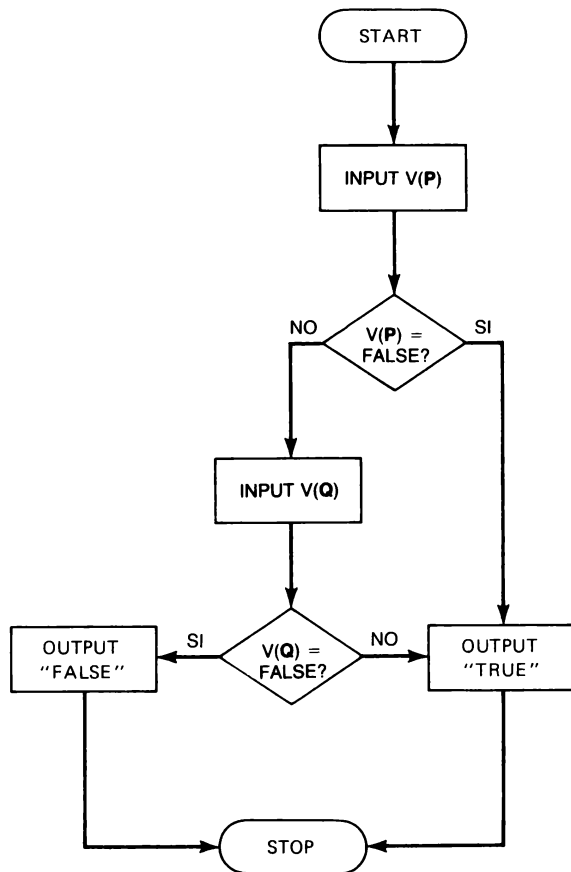 START
INPUT V(P)
V(P) =
FALSE?
NO
SI
INPUT V(Q)
V(Q) =
FALSE?
SI
NO
OUTPUT
"FALSE"
OUTPUT
"TRUE"
STOP